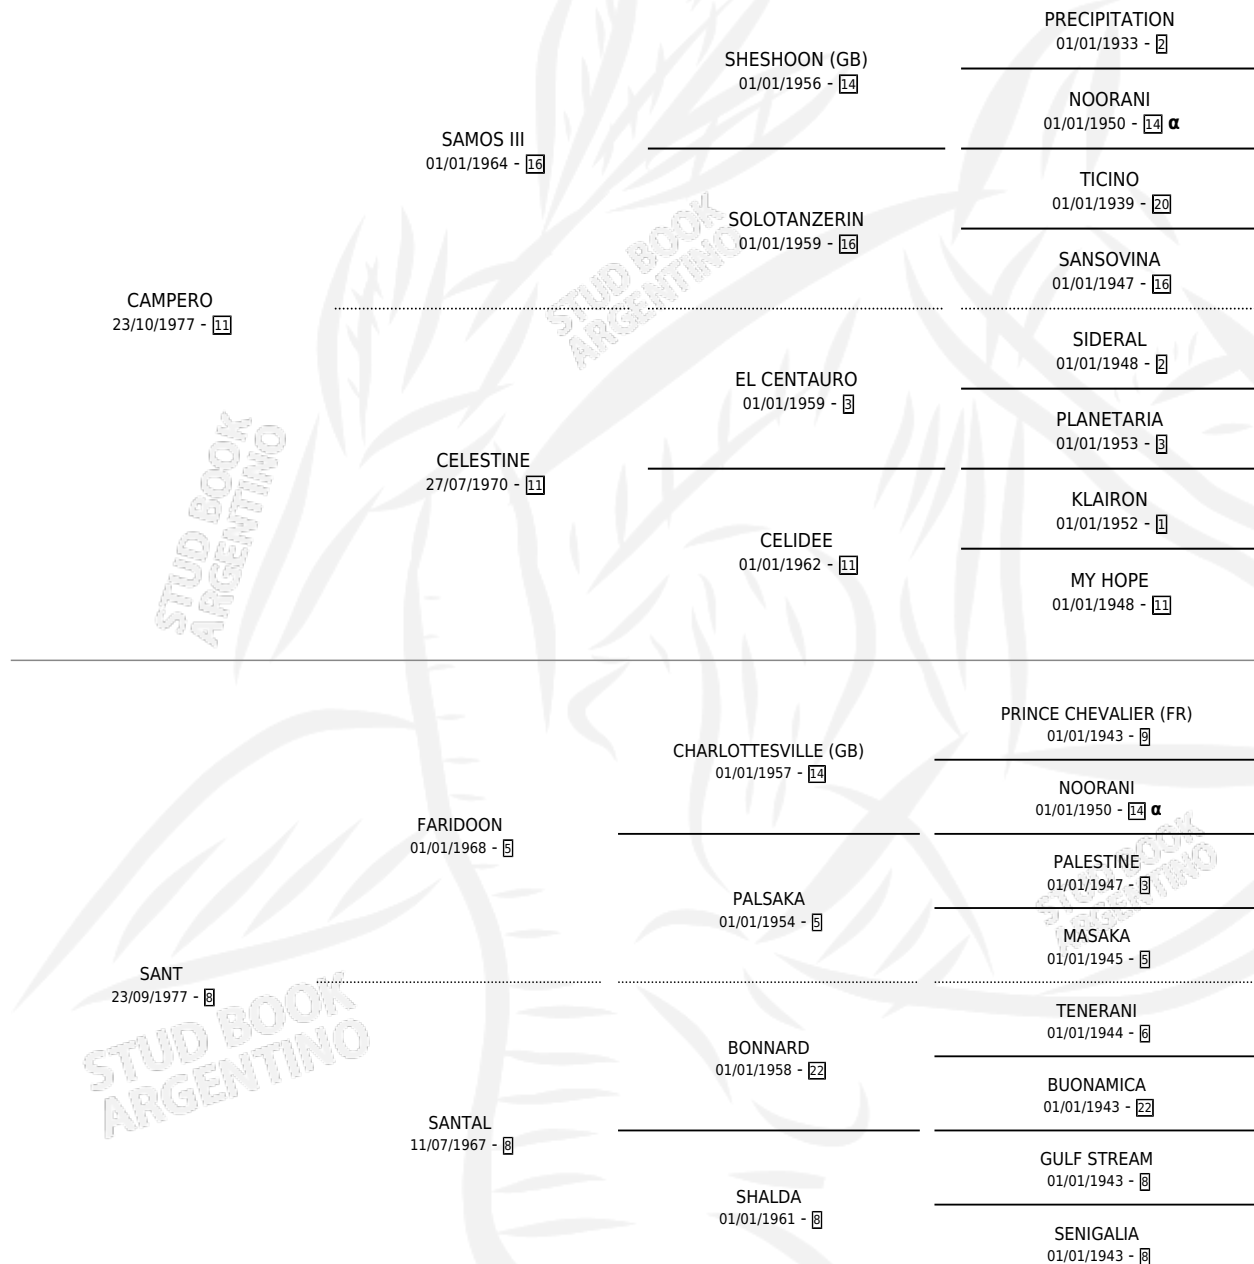 PRECIPITATION
01/01/1933 - 2
SHESHOON (GB)
01/01/1956 - 14
NOORANI
01/01/1950 - 14 α
SAMOS III
01/01/1964 - 16
TICINO
01/01/1939 - 20
SOLOTANZERIN
01/01/1959 - 16
SANSOVINA
01/01/1947 - 16
CAMPERO
23/10/1977 - 11
SIDERAL
01/01/1948 - 2
EL CENTAURO
01/01/1959 - 3
PLANETARIA
01/01/1953 - 3
CELESTINE
27/07/1970 - 11
KLAIRON
01/01/1952 - 1
CELIDEE
01/01/1962 - 11
MY HOPE
01/01/1948 - 11
PRINCE CHEVALIER (FR)
01/01/1943 - 9
CHARLOTTESVILLE (GB)
01/01/1957 - 14
NOORANI
01/01/1950 - 14 α
FARIDOON
01/01/1968 - 5
PALESTINE
01/01/1947 - 3
PALSAKA
01/01/1954 - 5
MASAKA
01/01/1945 - 5
SANT
23/09/1977 - 8
TENERANI
01/01/1944 - 6
BONNARD
01/01/1958 - 22
BUONAMICA
01/01/1943 - 22
SANTAL
11/07/1967 - 8
GULF STREAM
01/01/1943 - 8
SHALDA
01/01/1961 - 8
SENIGALIA
01/01/1943 - 8
STUD BOOK
ARGENTINO
STUD BOOK
ARGENTINO
STUD BOOK
ARGENTINO
STUD BOOK
ARGENTINO